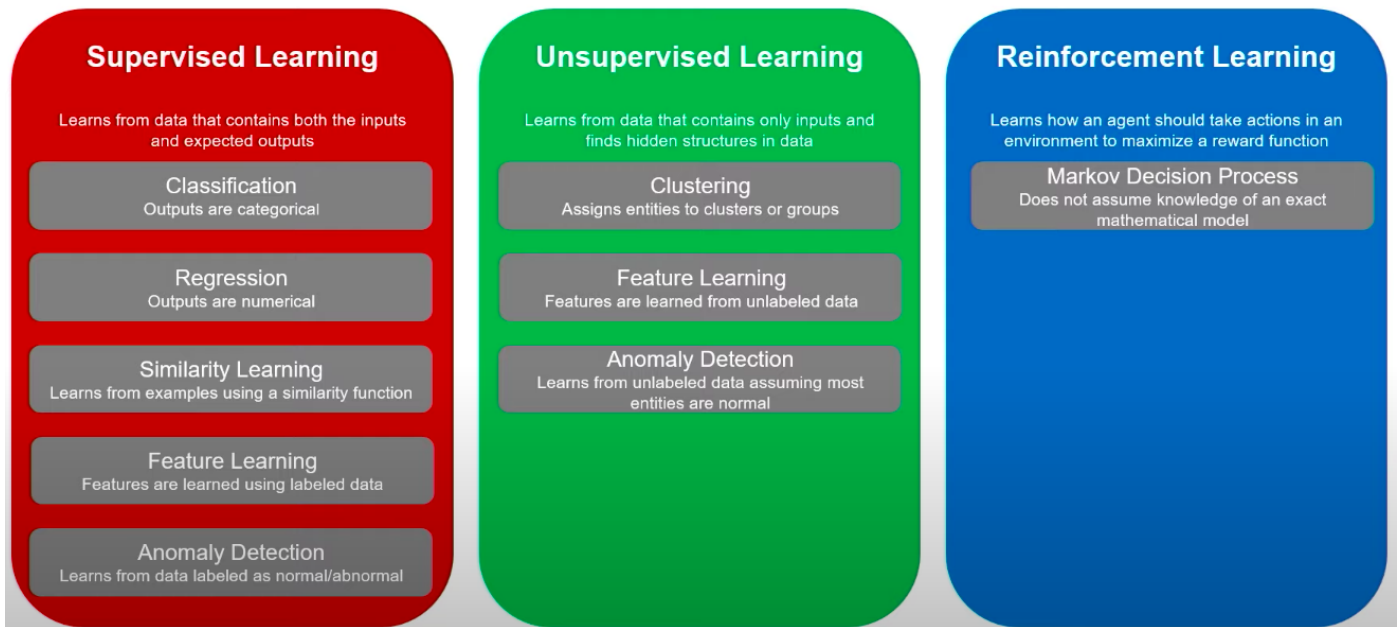 Supervised Learning
Learns from data that contains both the inputs
and expected outputs
Classification
Outputs are categorical
Regression
Outputs are numerical
Similarity Learning
Learns from examples using a similarity function
Feature Learning
Features are learned using labeled data
Anomaly Detection
Learns from data labeled as normal/abnormal
Unsupervised Learning
Learns from data that contains only inputs and
finds hidden structures in data
Clustering
Assigns entities to clusters or groups
Feature Learning
Features are learned from unlabeled data
Anomaly Detection
Learns from unlabeled data assuming most
entities are normal
Reinforcement Learning
Learns how an agent should take actions in an
environment to maximize a reward function
Markov Decision Process
Does not assume knowledge of an exact
mathematical model